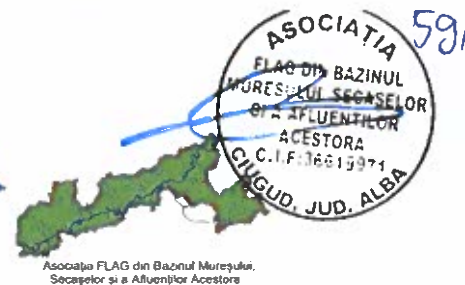 ASOCIAȚIA
FLAG DIN BAZINUL
MUREȘULUI SECAȘELOR
ȘI A AFLUENȚILOR
ACESTORA
C.I.F:36619971
CIUGUD, JUD. ALBA
Asociația FLAG din Bazinul Mureșului,
Secașelor și a Afluenților Acestora